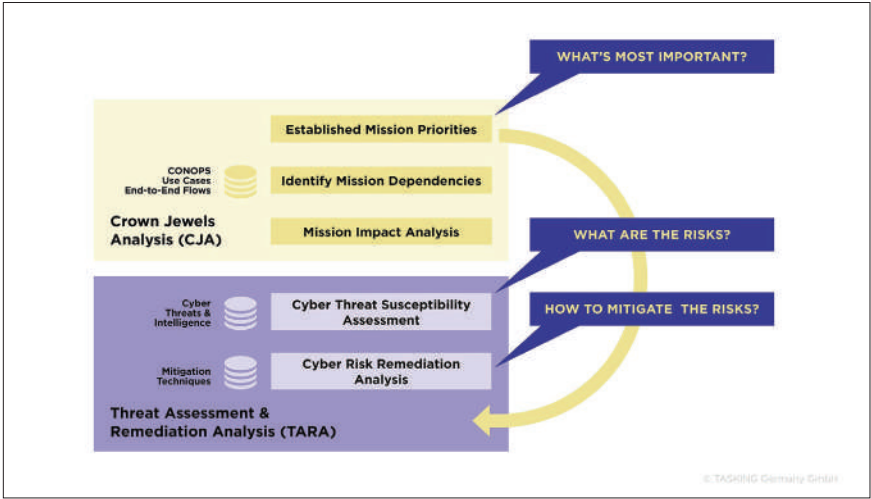 WHAT'S MOST IMPORTANT?
Established Mission Priorities
CONOPS
Use Cases
End-to-End Flows
Identify Mission Dependencies
Crown Jewels
Analysis (CJA)
Mission Impact Analysis
WHAT ARE THE RISKS?
Cyber
Threats &
Intelligence
Cyber Threat Susceptibility
Assessment
HOW TO MITIGATE THE RISKS?
Mitigation
Techniques
Cyber Risk Remediation
Analysis
Threat Assessment &
Remediation Analysis (TARA)
© TASKING Germany GmbH